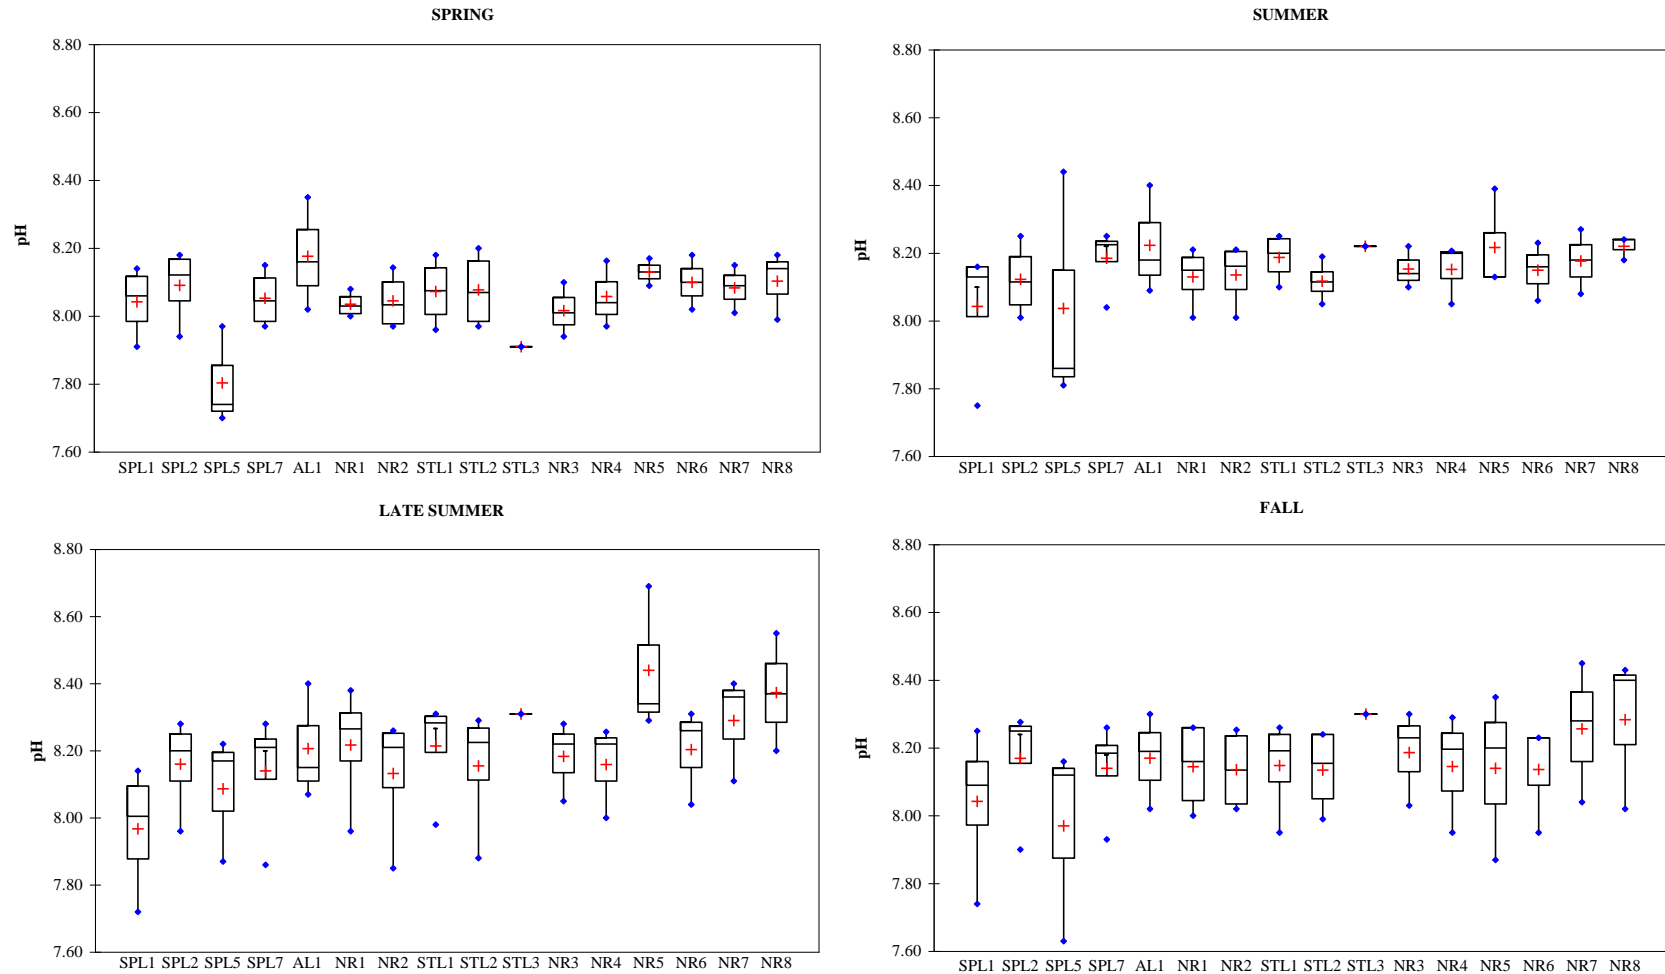 SPRING
pH
8.80
8.60
8.40
8.20
8.00
7.80
7.60
SPL1 SPL2 SPL5 SPL7 AL1 NR1 NR2 STL1 STL2 STL3 NR3 NR4 NR5 NR6 NR7 NR8
SUMMER
pH
8.80
8.60
8.40
8.20
8.00
7.80
7.60
SPL1 SPL2 SPL5 SPL7 AL1 NR1 NR2 STL1 STL2 STL3 NR3 NR4 NR5 NR6 NR7 NR8
LATE SUMMER
pH
8.80
8.60
8.40
8.20
8.00
7.80
7.60
SPL1 SPL2 SPL5 SPL7 AL1 NR1 NR2 STL1 STL2 STL3 NR3 NR4 NR5 NR6 NR7 NR8
FALL
pH
8.80
8.60
8.40
8.20
8.00
7.80
7.60
SPL1 SPL2 SPL5 SPL7 AL1 NR1 NR2 STL1 STL2 STL3 NR3 NR4 NR5 NR6 NR7 NR8